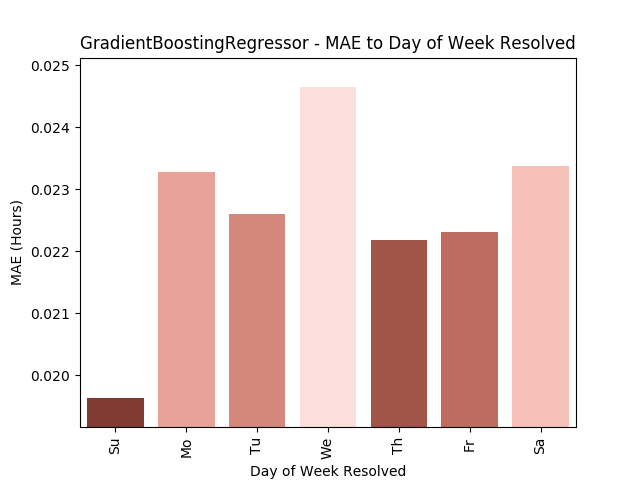 GradientBoostingRegressor - MAE to Day of Week Resolved
0.025
0.024
0.023
0.022
0.021
0.020
MAE (Hours)
Su
Mo
Tu
We
Th
Fr
Sa
Day of Week Resolved